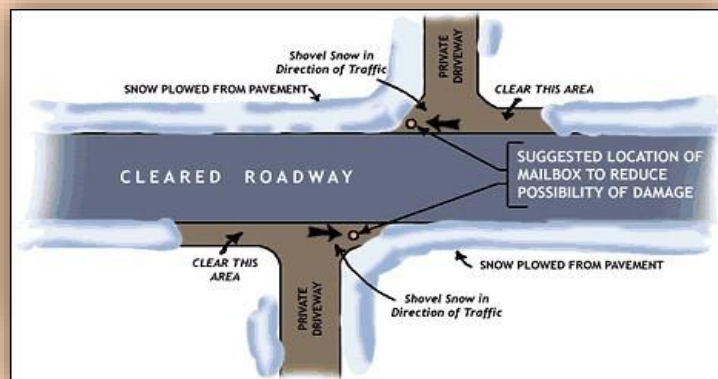 Shovel Snow in
Direction of Traffic
SNOW PLOWED FROM PAVEMENT
PRIVATE
DRIVEWAY
CLEAR THIS AREA
CLEARED ROADWAY
SUGGESTED LOCATION OF
MAILBOX TO REDUCE
POSSIBILITY OF DAMAGE
CLEAR THIS
AREA
PRIVATE
DRIVEWAY
SNOW PLOWED FROM PAVEMENT
Shovel Snow in
Direction of Traffic